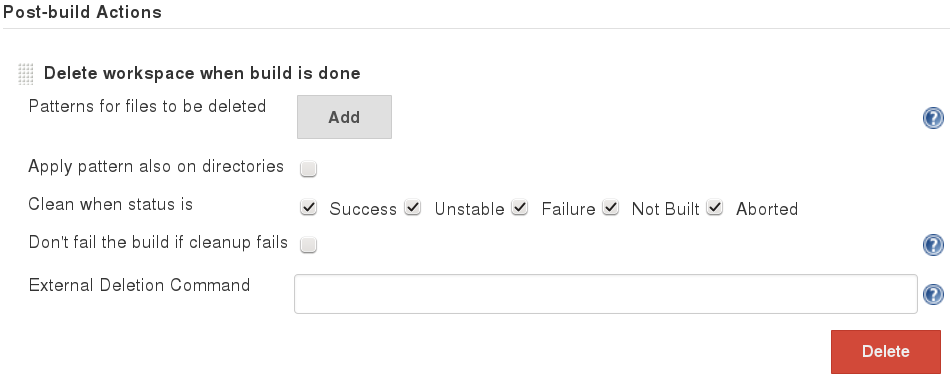 Post-build Actions
Delete workspace when build is done
Patterns for files to be deleted
Add
?
Apply pattern also on directories
Clean when status is
Success Unstable Failure Not Built Aborted
Don't fail the build if cleanup fails
?
External Deletion Command
?
Delete